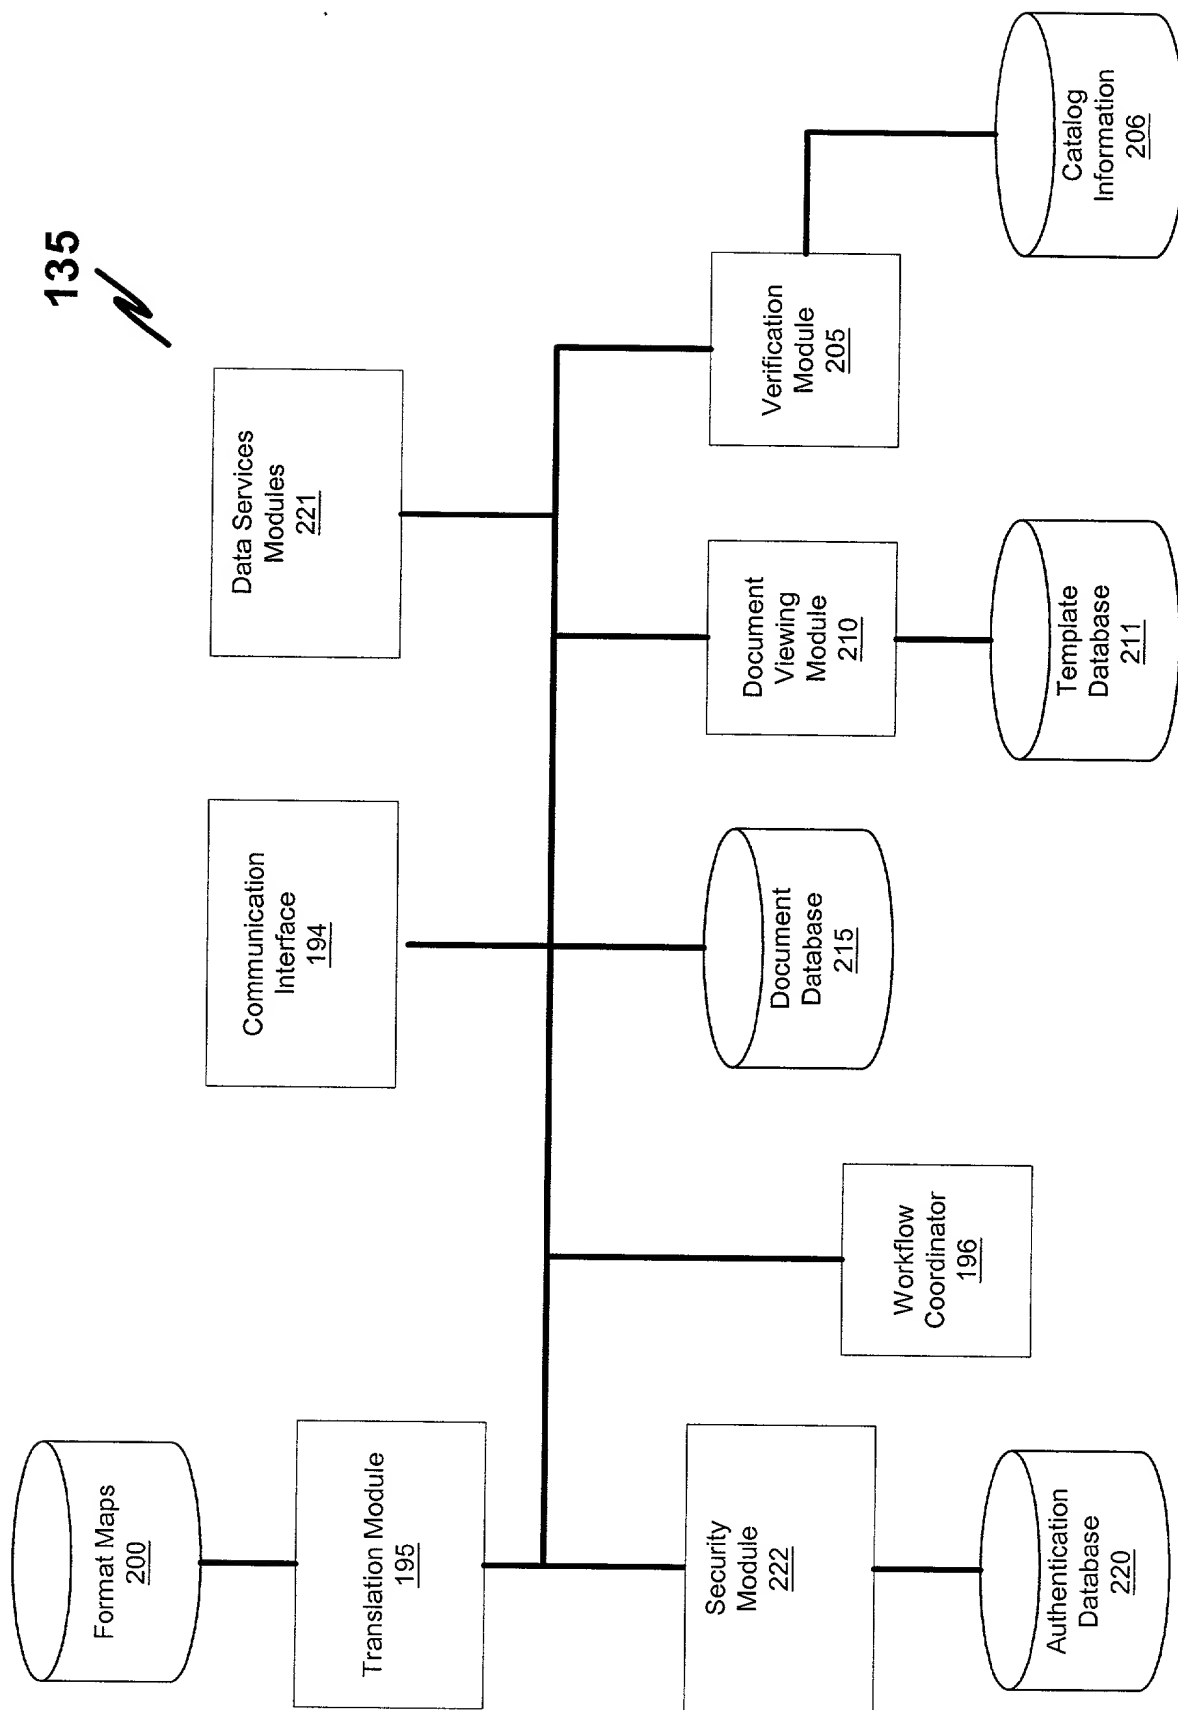 135
Format Maps
200
Translation Module
195
Communication
Interface
194
Data Services
Modules
221
Security
Module
222
Authentication
Database
220
Workflow
Coordinator
196
Document
Database
215
Document
Viewing
Module
210
Template
Database
211
Verification
Module
205
Catalog
Information
206